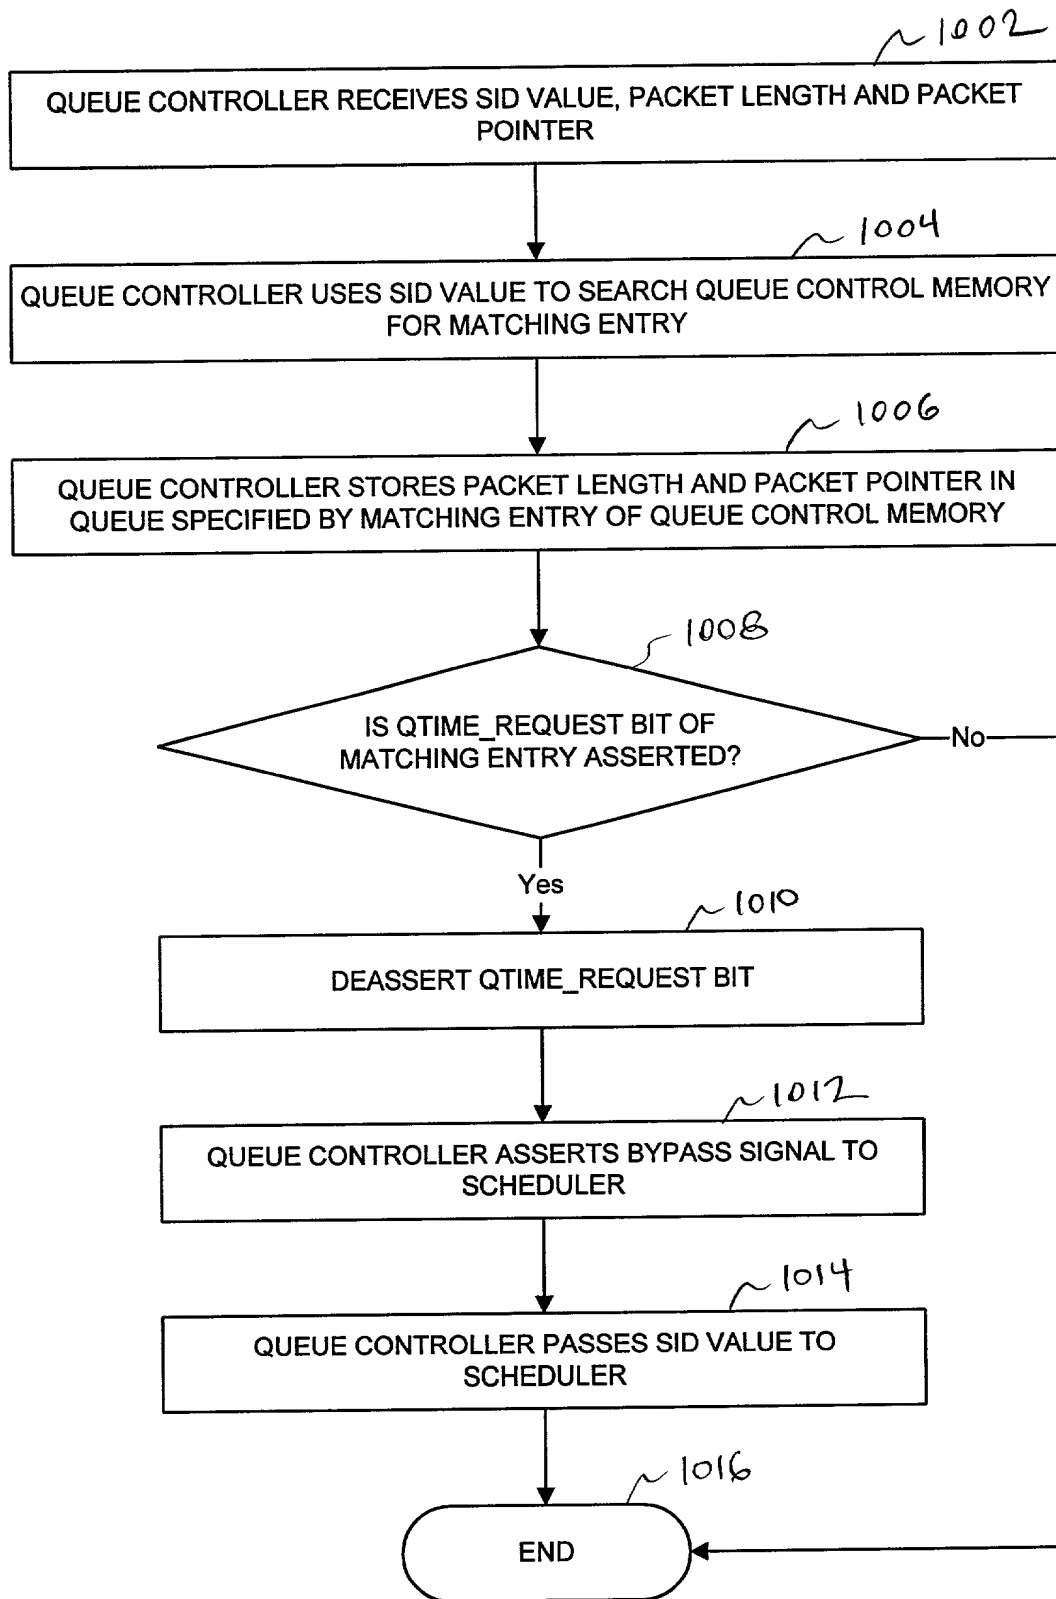 1002
QUEUE CONTROLLER RECEIVES SID VALUE, PACKET LENGTH AND PACKET
POINTER
1004
QUEUE CONTROLLER USES SID VALUE TO SEARCH QUEUE CONTROL MEMORY
FOR MATCHING ENTRY
1006
QUEUE CONTROLLER STORES PACKET LENGTH AND PACKET POINTER IN
QUEUE SPECIFIED BY MATCHING ENTRY OF QUEUE CONTROL MEMORY
1008
IS QTIME_REQUEST BIT OF
MATCHING ENTRY ASSERTED?
No
Yes
1010
DEASSERT QTIME_REQUEST BIT
1012
QUEUE CONTROLLER ASSERTS BYPASS SIGNAL TO
SCHEDULER
1014
QUEUE CONTROLLER PASSES SID VALUE TO
SCHEDULER
1016
END